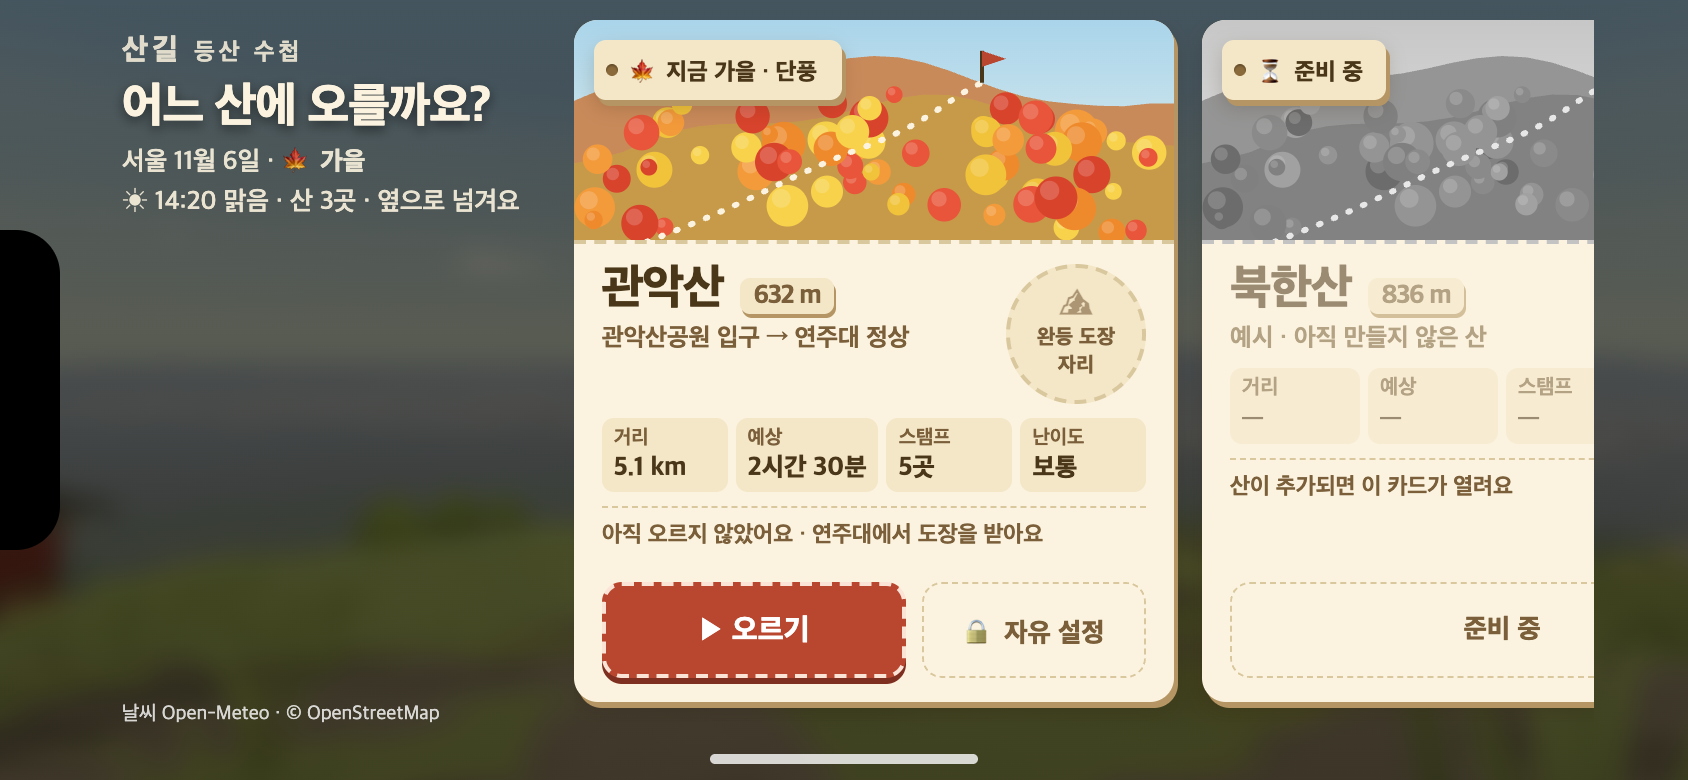 산길 등산 수첩
어느 산에 오를까요?
서울 11월 6일 · 🍁 가을
☀ 14:20 맑음 · 산 3곳 · 옆으로 넘겨요
🍁 지금 가을 · 단풍
관악산 632 m
관악산공원 입구 → 연주대 정상
완등 도장
자리
거리
5.1 km
예상
2시간 30분
스탬프
5곳
난이도
보통
아직 오르지 않았어요 · 연주대에서 도장을 받아요
▶ 오르기
🔒 자유 설정
⏳ 준비 중
북한산 836 m
예시 · 아직 만들지 않은 산
거리
—
예상
—
스탬프
—
산이 추가되면 이 카드가 열려요
준비 중
날씨 Open-Meteo · © OpenStreetMap